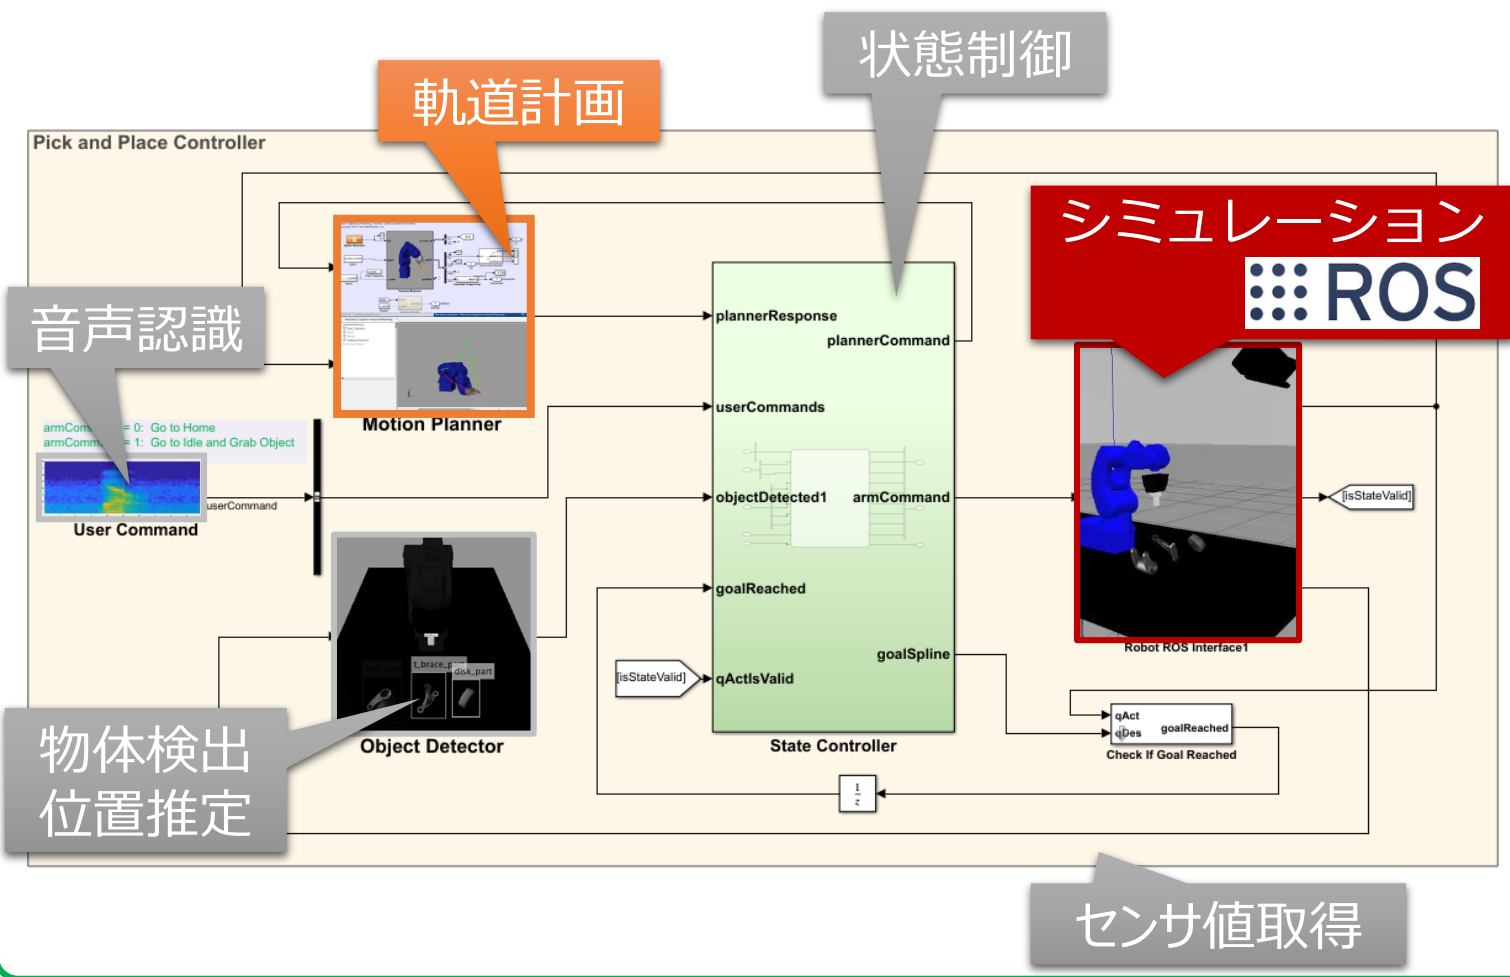 状態制御
軌道計画
Pick and Place Controller
シミュレーション
ROS
音声認識
plannerResponse
plannerCommand
userCommands
Motion Planner
armCom = 0: Go to Home
armComm = 1: Go to Idle and Grab Object
objectDetected1
armCommand
[isStateValid]
userCommand
User Command
goalReached
goalSpline
Robot ROS Interface1
t_brace_part
disk_part
[isStateValid]
qActIsValid
物体検出
位置推定
Object Detector
State Controller
qAct
qDes
goalReached
Check If Goal Reached
1
z
センサ値取得